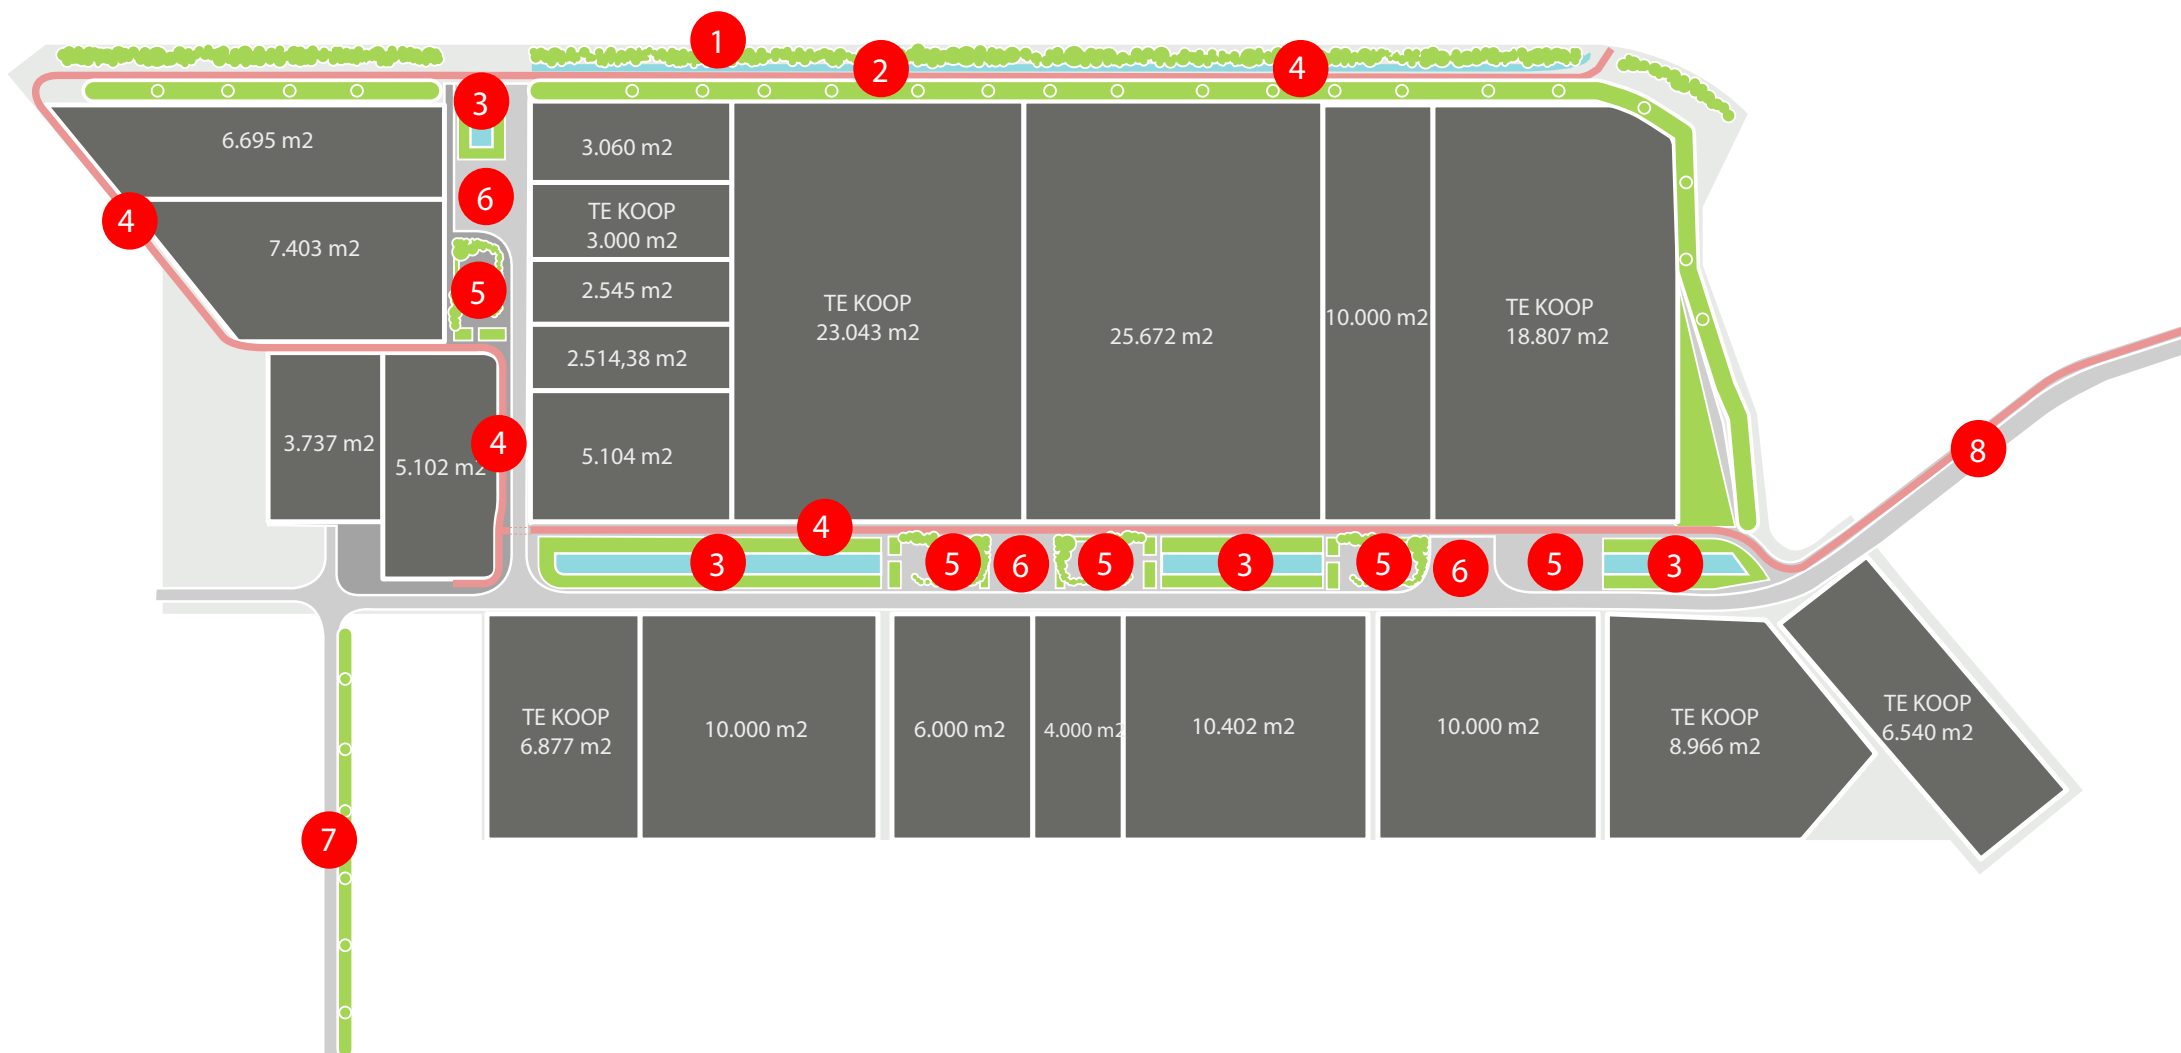 1
2
4
3
6.695 m2
3.060 m2
6
4
TE KOOP
3.000 m2
7.403 m2
5
2.545 m2
TE KOOP
23.043 m2
25.672 m2
10.000 m2
TE KOOP
18.807 m2
2.514,38 m2
3.737 m2
5.102 m2
4
5.104 m2
8
4
3
5
6
5
3
5
6
5
3
TE KOOP
6.877 m2
10.000 m2
6.000 m2
4.000 m2
10.402 m2
10.000 m2
TE KOOP
8.966 m2
TE KOOP
6.540 m2
7